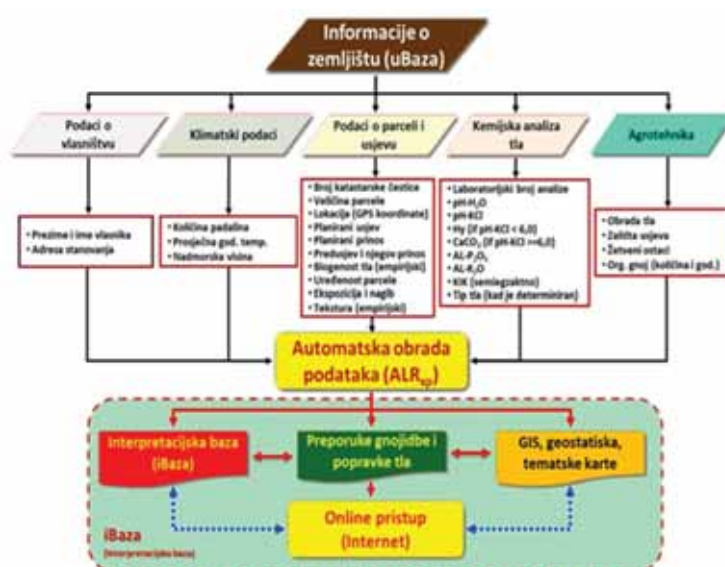 Informacije o
zemljištu (uBaza)
Podaci o
vlasništvu
Klimatski podaci
Podaci o parceli i
usjevu
Kemijska analiza
tla
Agrotehnika
• Prezime i ime vlasnika
• Adresa stanovanja
• Količina padalina
• Prosječna god. temp.
• Nadmorska visina
• Broj katastarske čestice
• Veličina parcele
• Lokacija (GPS koordinate)
• Planirani usjev
• Planirani prinos
• Predusjev i njegov prinos
• Biogenost tla (empirijski)
• Uređenost parcele
• Ekspozicija i nagib
• Tekstura (empirijski)
• Laboratorijski broj analize
• pH-H₂O
• pH-KCl
• Hy (if pH-KCl < 6,0)
• CaCO₃ (if pH-KCl >=6,0)
• AL-P₂O₅
• AL-K₂O
• KIK (semiegzaktno)
• Tip tla (kad je determiniran)
• Obrada tla
• Zaštita usjeva
• Žetveni ostaci
• Org. gnoj (količina i god.)
Automatska obrada
podataka (ALRxp)
Interpretacijska baza
(iBaza)
Preporuke gnojidbe i
popravke tla
GIS, geostatiska,
tematske karte
Online pristup
(Internet)
iBaza
(Interpretacijska baza)